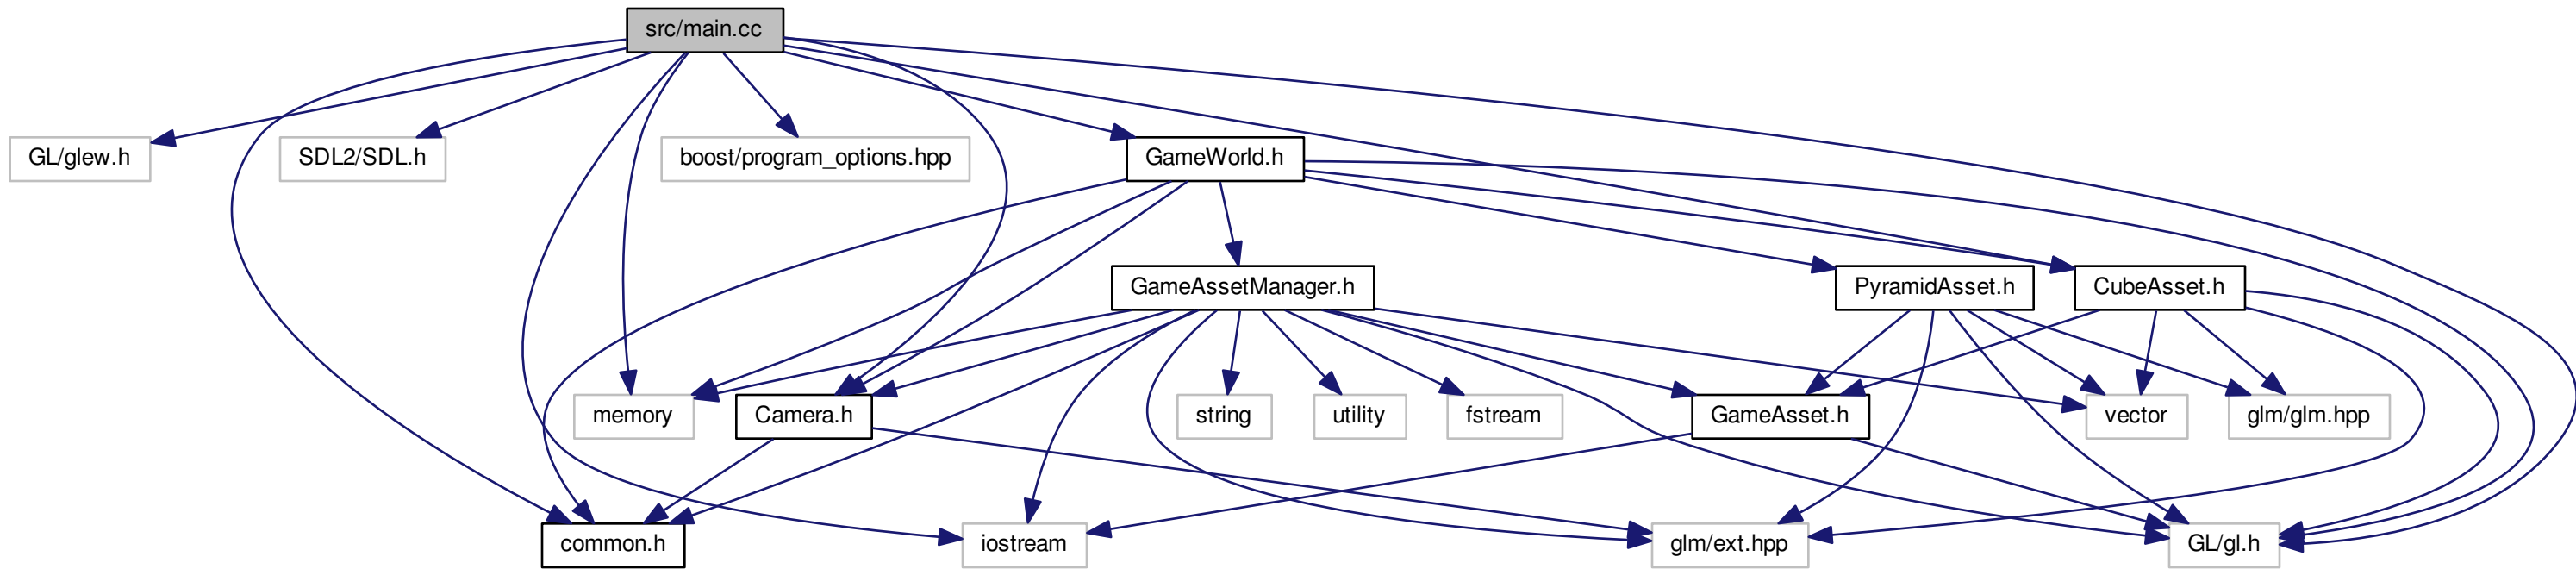 src/main.cc
GL/glew.h
SDL2/SDL.h
boost/program_options.hpp
GameWorld.h
GameAssetManager.h
PyramidAsset.h
CubeAsset.h
memory
Camera.h
string
utility
fstream
GameAsset.h
vector
glm/glm.hpp
common.h
iostream
glm/ext.hpp
GL/gl.h